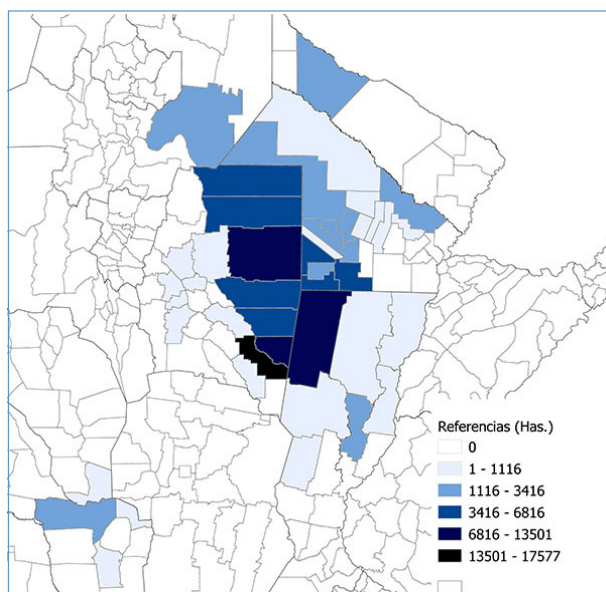 Referencias (Has.)
0
1 - 1116
1116 - 3416
3416 - 6816
6816 - 13501
13501 - 17577